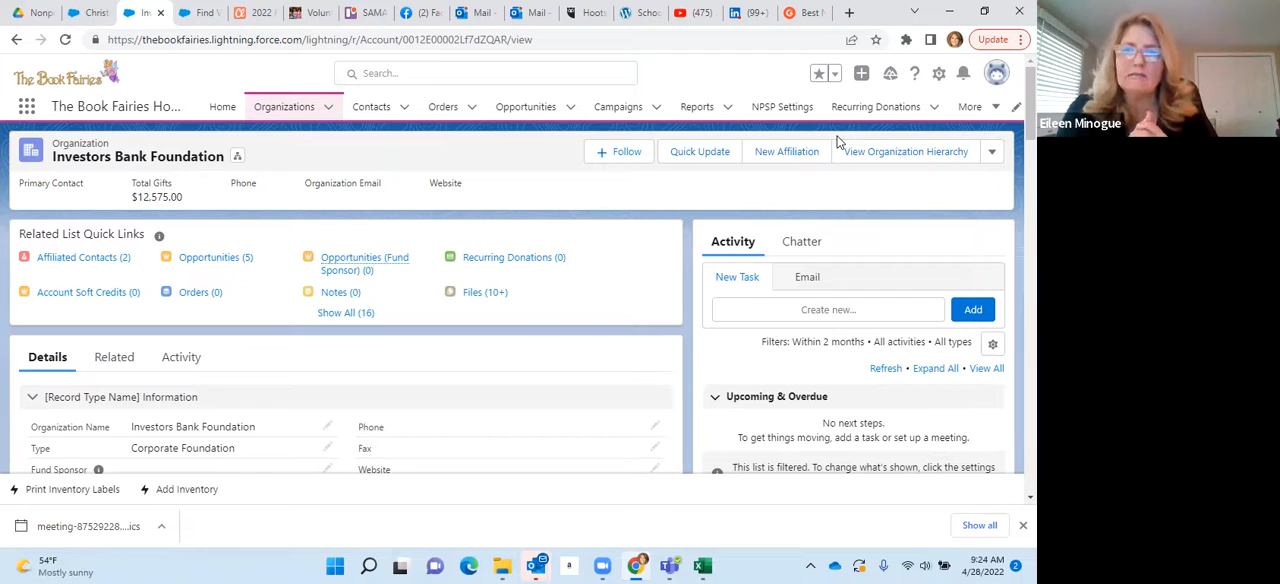 Nonp
Christ
In
Find V
2022
Volun
SAMA
(2) Fac
Mail -
Mail -
Hoots
Schoo
(475)
(99+)
Best N
https://thebookfairies.lightning.force.com/lightning/r/Account/0012E00002Lf7dZQAR/view
Update
The Book Fairies
Search...
The Book Fairies Ho...
Home
Organizations
Contacts
Orders
Opportunities
Campaigns
Reports
NPSP Settings
Recurring Donations
More
Eileen Minogue
Organization
Investors Bank Foundation
+ Follow
Quick Update
New Affiliation
View Organization Hierarchy
Primary Contact
Total Gifts
Phone
Organization Email
Website
$12,575.00
Related List Quick Links
Affiliated Contacts (2)
Opportunities (5)
Opportunities (Fund
Sponsor) (0)
Recurring Donations (0)
Account Soft Credits (0)
Orders (0)
Notes (0)
Files (10+)
Show All (16)
Activity
Chatter
New Task
Email
Create new...
Add
Filters: Within 2 months • All activities • All types
Refresh • Expand All • View All
Upcoming & Overdue
No next steps.
To get things moving, add a task or set up a meeting.
This list is filtered. To change what's shown, click the settings
Details
Related
Activity
[Record Type Name] Information
Organization Name
Investors Bank Foundation
Phone
Type
Corporate Foundation
Fax
Fund Sponsor
Website
Print Inventory Labels
Add Inventory
meeting-87529228....ics
Show all
54°F
Mostly sunny
a
9:24 AM
4/28/2022
2